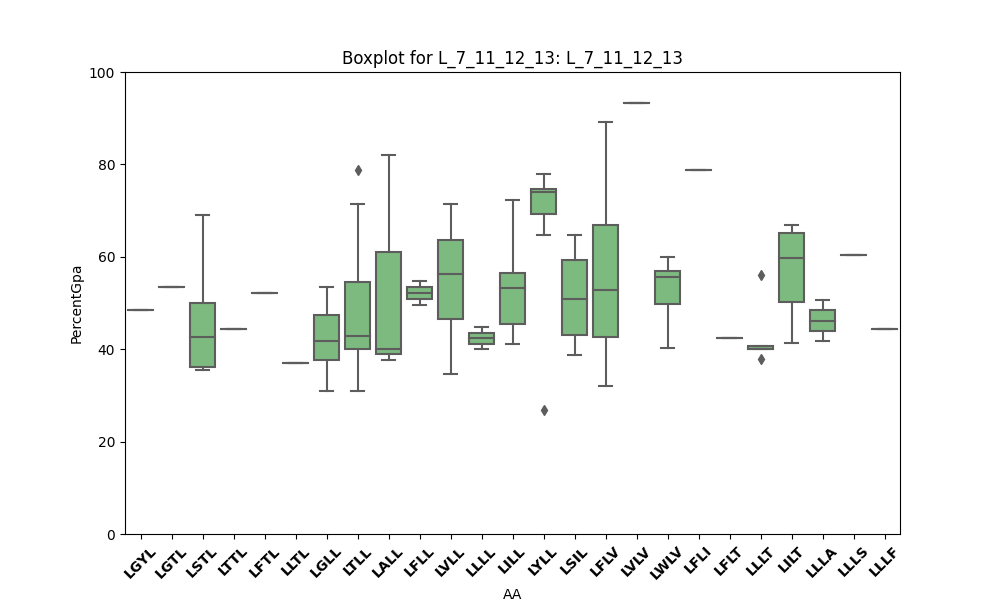 Boxplot for L_7_11_12_13: L_7_11_12_13
PercentGpa
100
80
60
40
20
0
LGYL LGTL LSTL LTTL LFTL LLTL LGLL LTLL LALL LFLL LVLL LLLL LILL LYLL LSIL LFLV LVLV LWLV LFLI LFLT LLLT LILT LLLA LLLS LLLF
AA